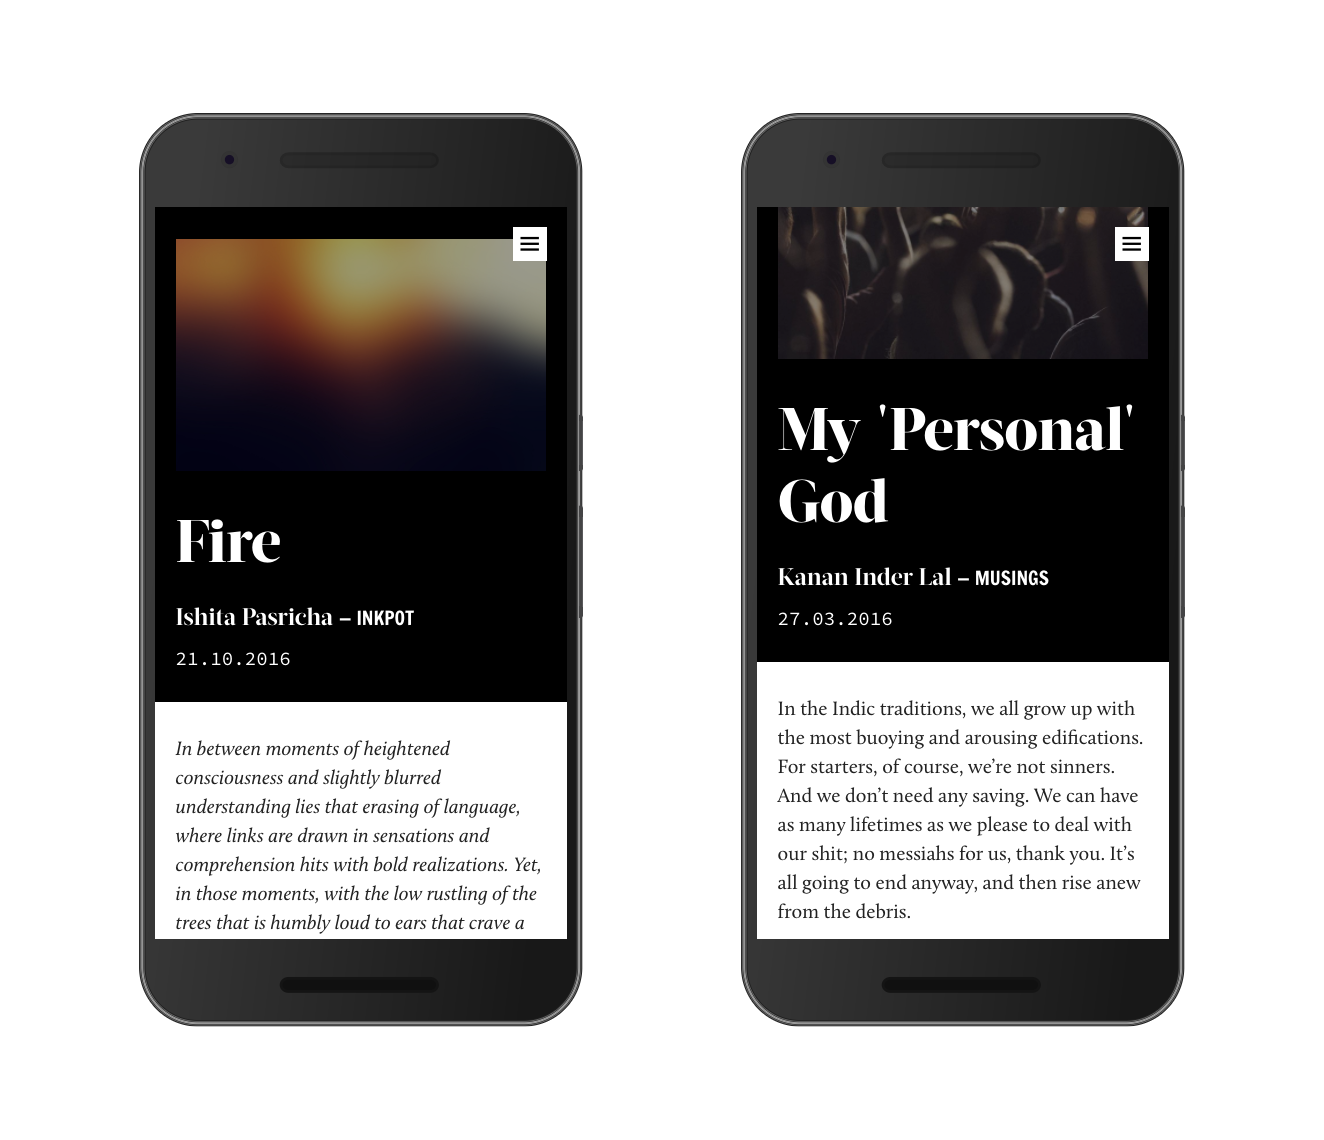 Fire
Ishita Pasricha – INKPOT
21.10.2016
In between moments of heightened
consciousness and slightly blurred
understanding lies that erasing of language,
where links are drawn in sensations and
comprehension hits with bold realizations. Yet,
in those moments, with the low rustling of the
trees that is humbly loud to ears that crave a
My 'Personal'
God
Kanan Inder Lal – MUSINGS
27.03.2016
In the Indic traditions, we all grow up with
the most buoying and arousing edifications.
For starters, of course, we’re not sinners.
And we don’t need any saving. We can have
as many lifetimes as we please to deal with
our shit; no messiahs for us, thank you. It’s
all going to end anyway, and then rise anew
from the debris.